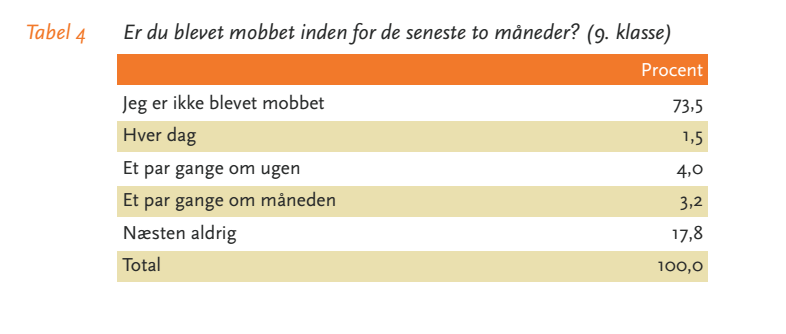 Tabel 4 Er du blevet mobbet inden for de seneste to måneder? (9. klasse)
Procent
Jeg er ikke blevet mobbet 73,5
Hver dag 1,5
Et par gange om ugen 4,0
Et par gange om måneden 3,2
Næsten aldrig 17,8
Total 100,0